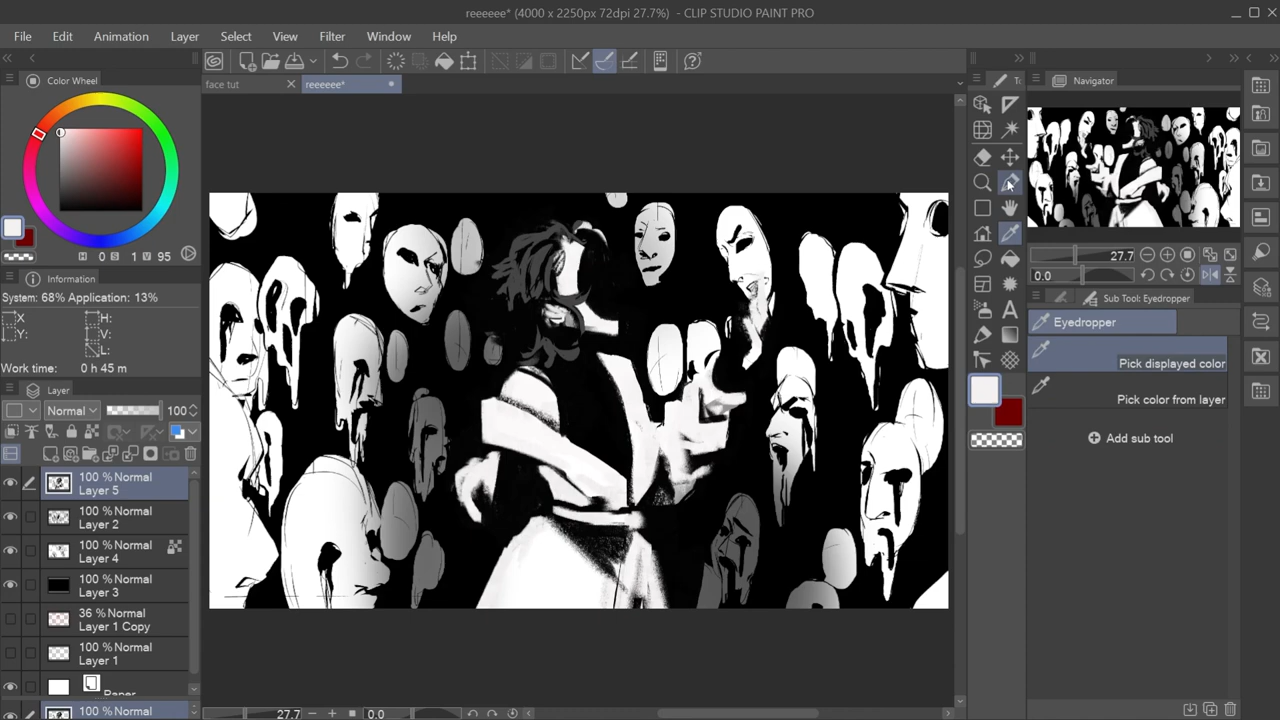 reeeeee* (4000 x 2250px 72dpi 27.7%) - CLIP STUDIO PAINT PRO
File Edit Animation Layer Select View Filter Window Help
face tut
reeeeee*
Color Wheel
H 0 S 1 V 95
Information
System: 68% Application: 13%
X H:
Y: V:
L:
Work time: 0 h 45 m
Layer
Normal 100
100 % Normal
Layer 5
100 % Normal
Layer 2
100 % Normal
Layer 4
100 % Normal
Layer 3
36 % Normal
Layer 1 Copy
100 % Normal
Layer 1
Paper
100 % Normal
27.7 0.0
Navigator
27.7
0.0
Sub Tool: Eyedropper
Eyedropper
Pick displayed color
Pick color from layer
Add sub tool